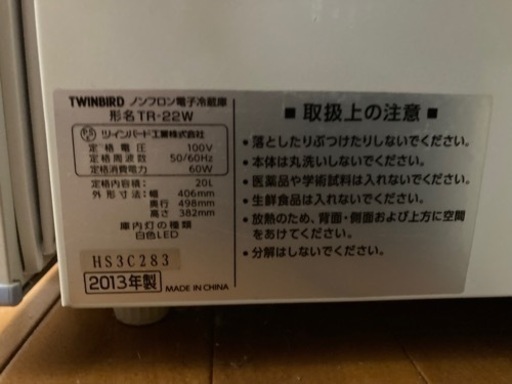 TWINBIRD ノンフロン電子冷蔵庫
形名 TR-22W
ツインバード工業株式会社
定格電圧 100V
定格周波数 50/60Hz
定格消費電力 60W
定格内容積: 20L
外形寸法: 幅 406mm
奥行 498mm
高さ 382mm
庫内灯の種類
白色LED
HS3C283
2013年製 MADE IN CHINA
■ 取扱上の注意 ■
・落としたりぶつけたりしないでください。
・本体は丸洗いしないでください。
・医薬品や学術試料は入れないでください。
・生鮮食品は入れないでください。
・放熱のため、背面・側面および上方に空間
をあけてください。
・分解はしないでください。